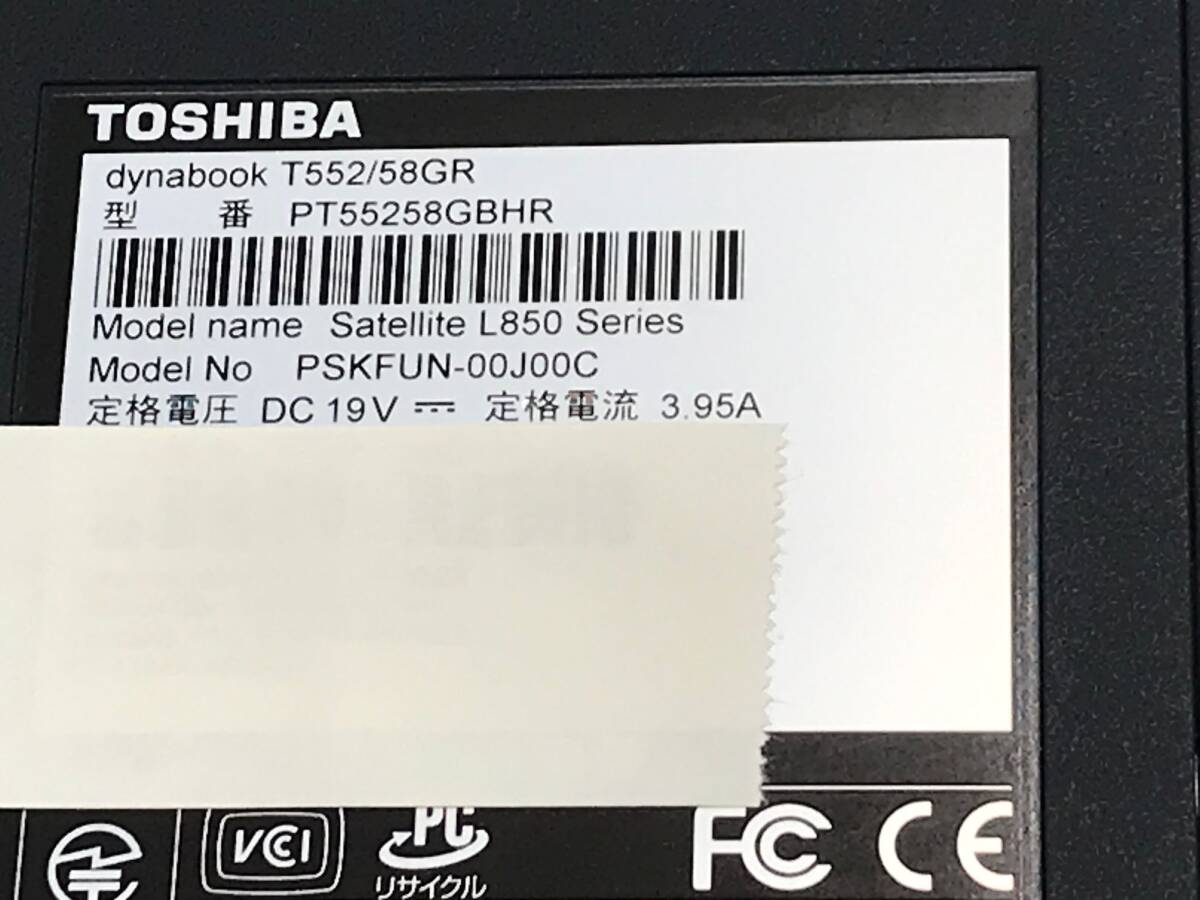 TOSHIBA
dynabook T552/58GR
型 番 PT55258GBHR
Model name Satellite L850 Series
Model No PSKFUN-00J00C
定格電圧 DC 19V ⎓ 定格電流 3.95A
VCCI
PC
リサイクル
FC CE